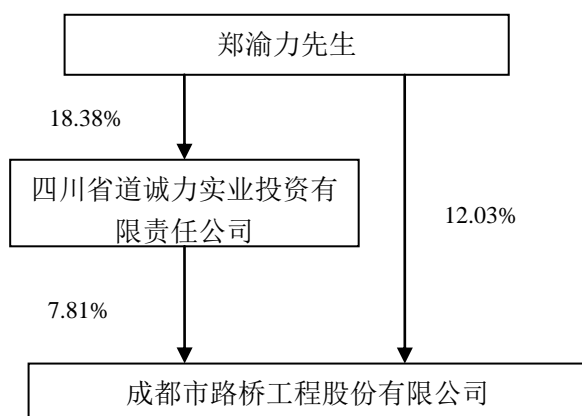 郑渝力先生
18.38%
四川省道诚力实业投资有
限责任公司
12.03%
7.81%
成都市路桥工程股份有限公司